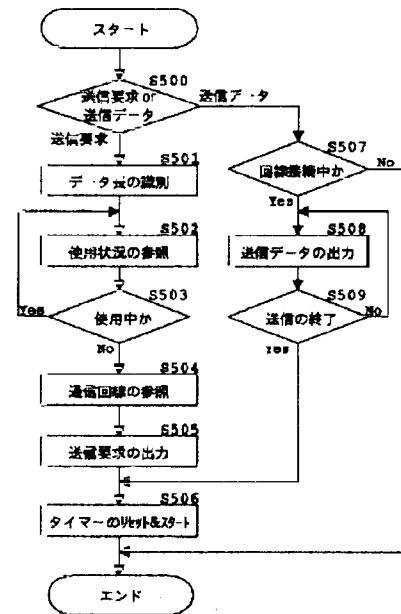 スタート
S500
送信要求 or
送信データ
送信データ
送信要求
S507
回線接続中か
No
Yes
S501
データ長の識別
S502
使用状況の参照
S508
送信データの出力
S503
使用中か
Yes
No
S509
送信の終了
No
Yes
S504
通信回線の参照
S505
送信要求の出力
S506
タイマーのリセット&スタート
エンド